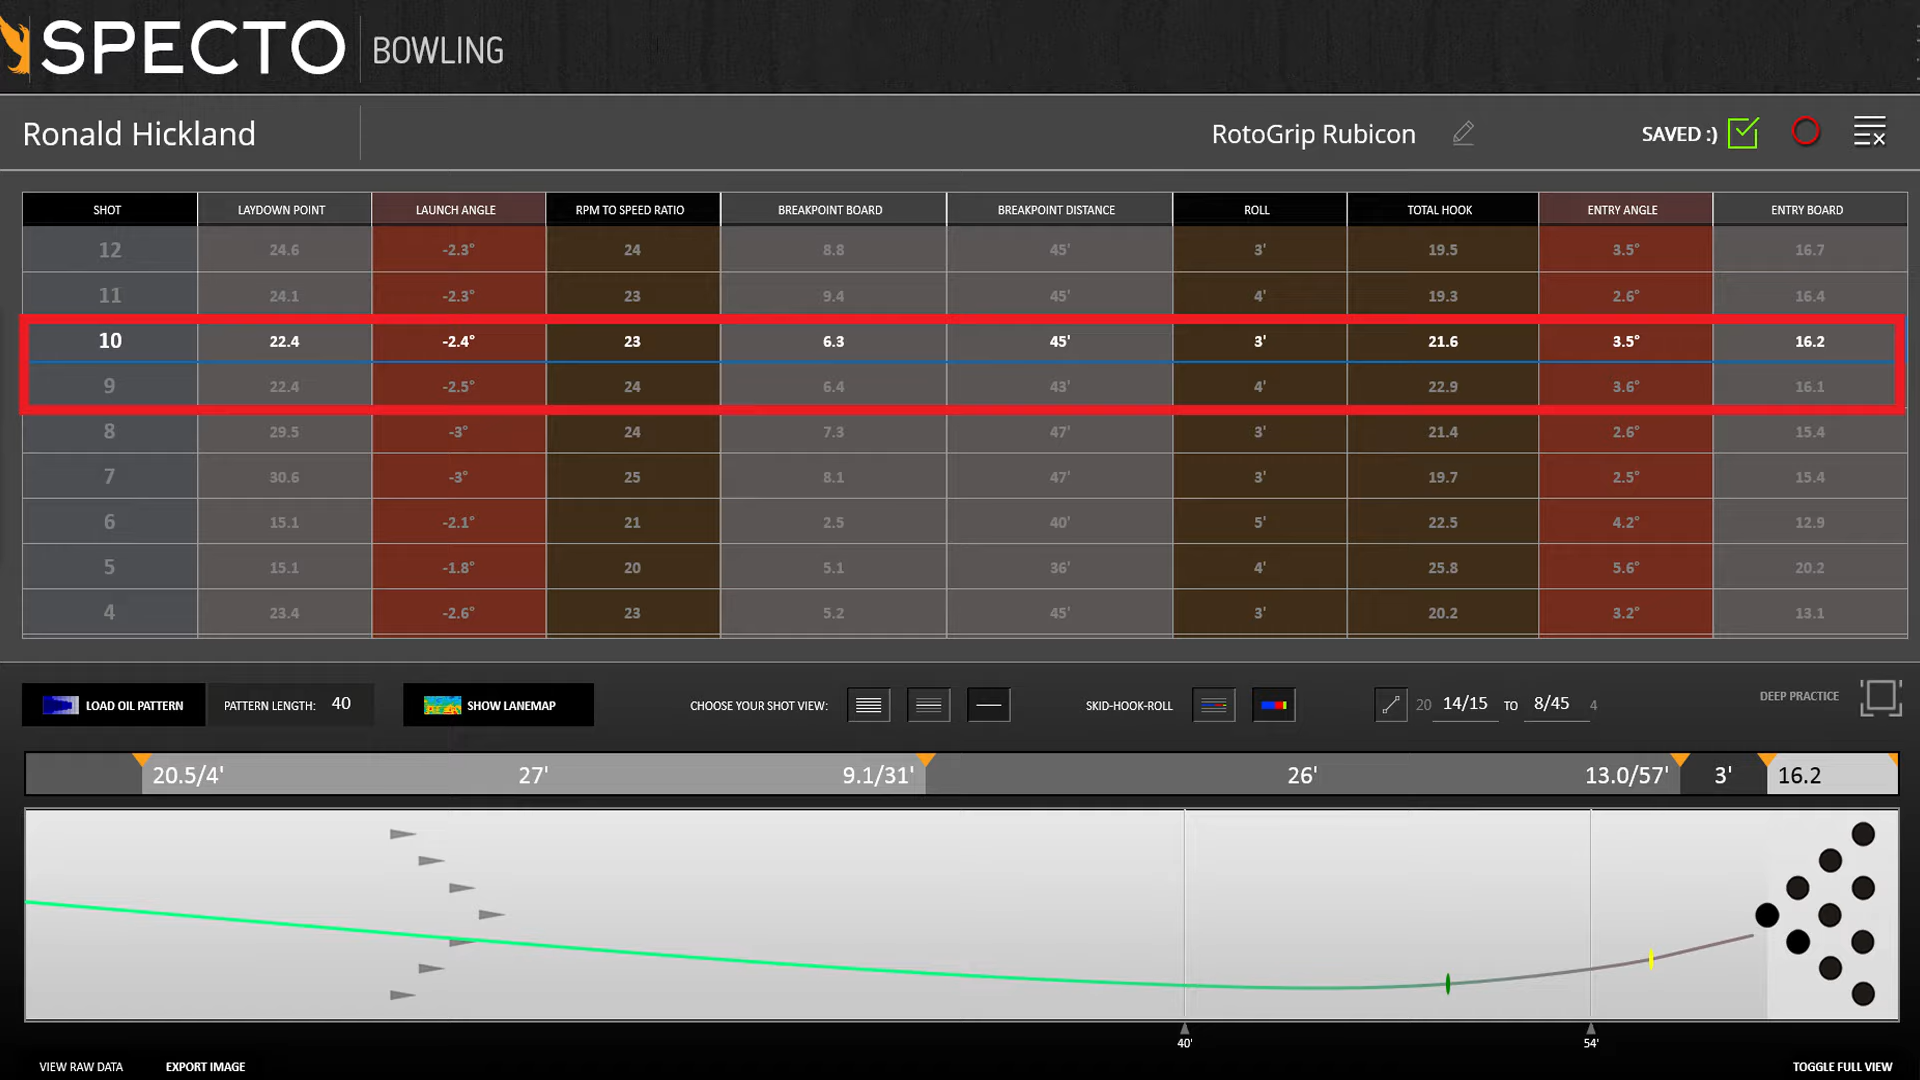 SPECTO BOWLING
Ronald Hickland RotoGrip Rubicon SAVED :)
SHOT LAYDOWN POINT LAUNCH ANGLE RPM TO SPEED RATIO BREAKPOINT BOARD BREAKPOINT DISTANCE ROLL TOTAL HOOK ENTRY ANGLE ENTRY BOARD
12 24.6 -2.3° 24 8.8 45' 3' 19.5 3.5° 16.7
11 24.1 -2.3° 23 9.4 45' 4' 19.3 2.6° 16.4
10 22.4 -2.4° 23 6.3 45' 3' 21.6 3.5° 16.2
9 22.4 -2.5° 24 6.4 43' 4' 22.9 3.6° 16.1
8 29.5 -3° 24 7.3 47' 3' 21.4 2.6° 15.4
7 30.6 -3° 25 8.1 47' 3' 19.7 2.5° 15.4
6 15.1 -2.1° 21 2.5 40' 5' 22.5 4.2° 12.9
5 15.1 -1.8° 20 5.1 36' 4' 25.8 5.6° 20.2
4 23.4 -2.6° 23 5.2 45' 3' 20.2 3.2° 13.1
LOAD OIL PATTERN PATTERN LENGTH: 40 SHOW LANEMAP CHOOSE YOUR SHOT VIEW: SKID-HOOK-ROLL 20 14/15 TO 8/45 4 DEEP PRACTICE
20.5/4' 27' 9.1/31' 26' 13.0/57' 3' 16.2
40' 54'
VIEW RAW DATA EXPORT IMAGE TOGGLE FULL VIEW